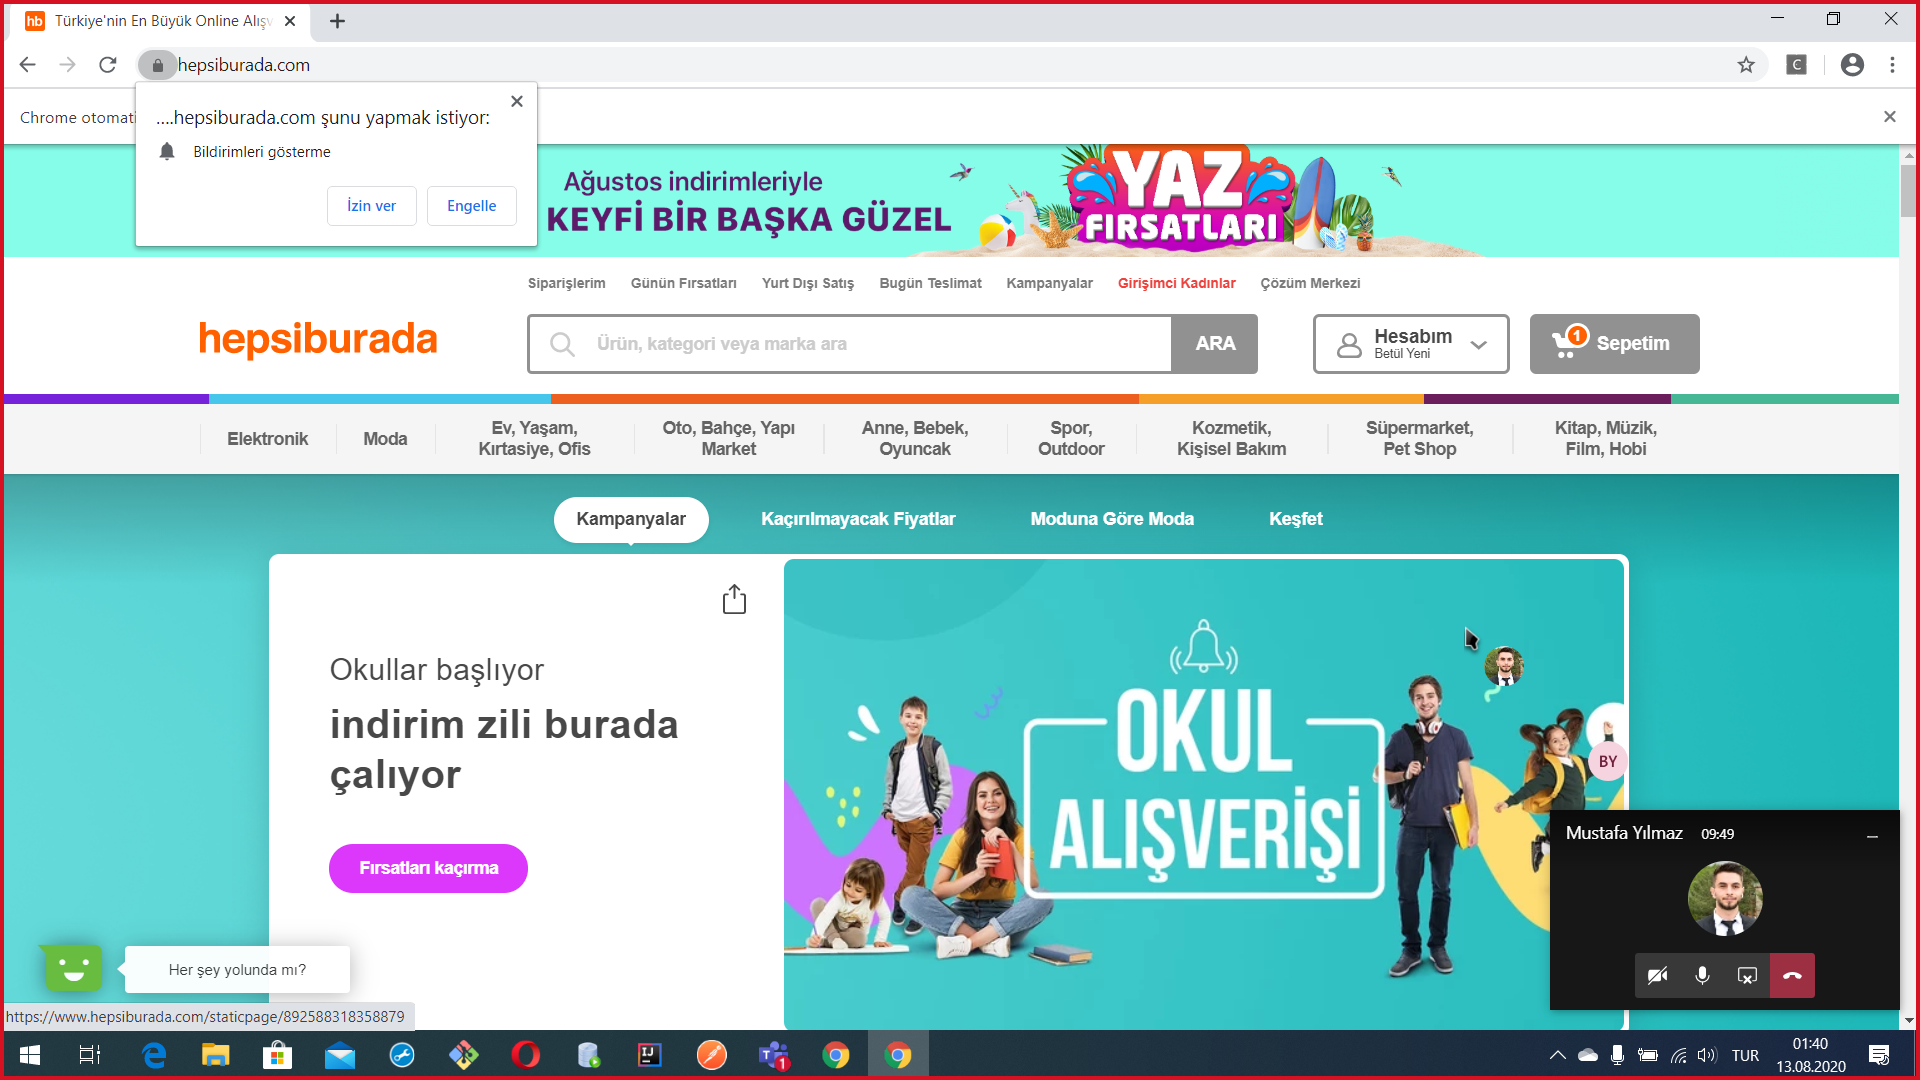 hb Türkiye'nin En Büyük Online Alışv
hepsiburada.com
C
Chrome otomati
....hepsiburada.com şunu yapmak istiyor:
Bildirimleri gösterme
İzin ver
Engelle
Ağustos indirimleriyle
KEYFİ BİR BAŞKA GÜZEL
YAZ
FIRSATLARI
Siparişlerim
Günün Fırsatları
Yurt Dışı Satış
Bugün Teslimat
Kampanyalar
Girişimci Kadınlar
Çözüm Merkezi
hepsiburada
Ürün, kategori veya marka ara
ARA
Hesabım
Betül Yeni
1
Sepetim
Elektronik
Moda
Ev, Yaşam,
Kırtasiye, Ofis
Oto, Bahçe, Yapı
Market
Anne, Bebek,
Oyuncak
Spor,
Outdoor
Kozmetik,
Kişisel Bakım
Süpermarket,
Pet Shop
Kitap, Müzik,
Film, Hobi
Kampanyalar
Kaçırılmayacak Fiyatlar
Moduna Göre Moda
Keşfet
Okullar başlıyor
indirim zili burada
çalıyor
Fırsatları kaçırma
OKUL
ALIŞVERİŞİ
BY
Mustafa Yılmaz 09:49
Her şey yolunda mı?
https://www.hepsiburada.com/staticpage/892588318358879
IJ
T
1
TUR
01:40
13.08.2020